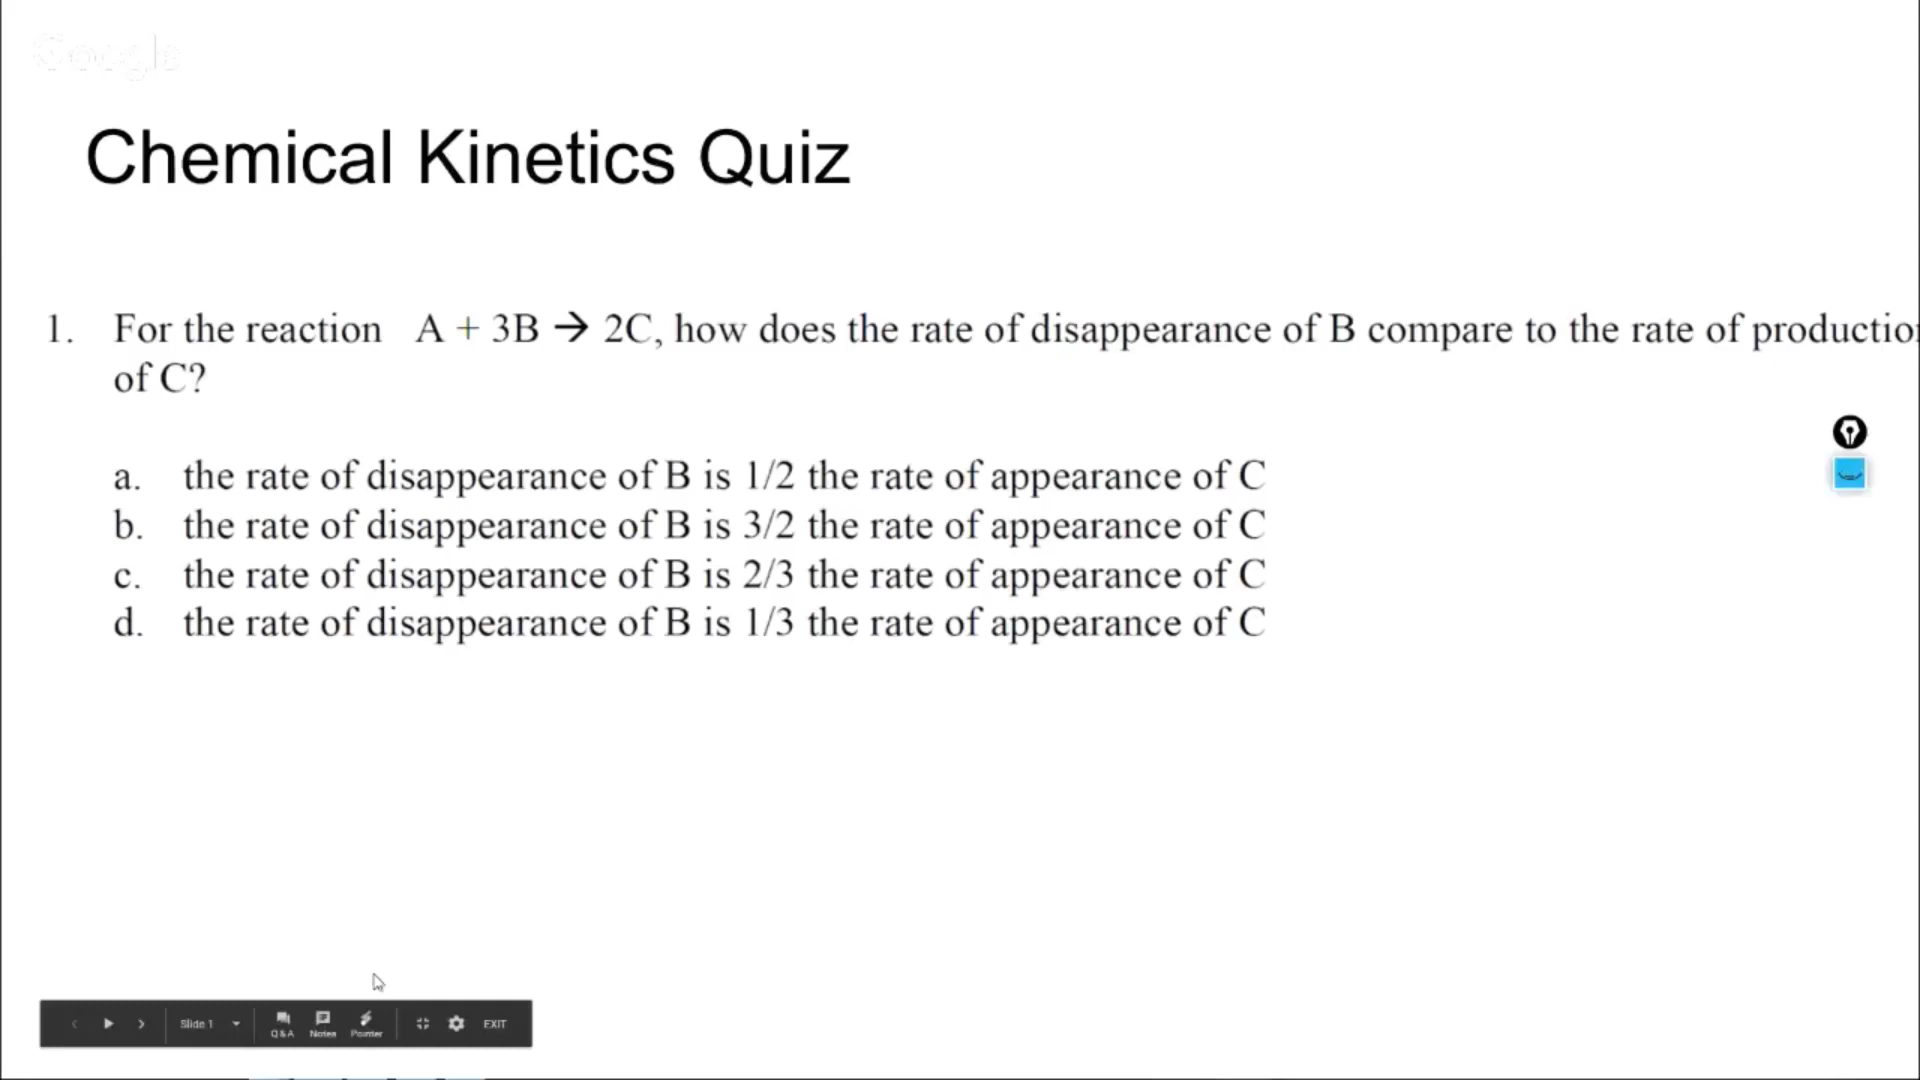 Google
Chemical Kinetics Quiz
1. For the reaction A + 3B → 2C, how does the rate of disappearance of B compare to the rate of productio
of C?
a. the rate of disappearance of B is 1/2 the rate of appearance of C
b. the rate of disappearance of B is 3/2 the rate of appearance of C
c. the rate of disappearance of B is 2/3 the rate of appearance of C
d. the rate of disappearance of B is 1/3 the rate of appearance of C
Slide 1 Q&A Notes Pointer EXIT